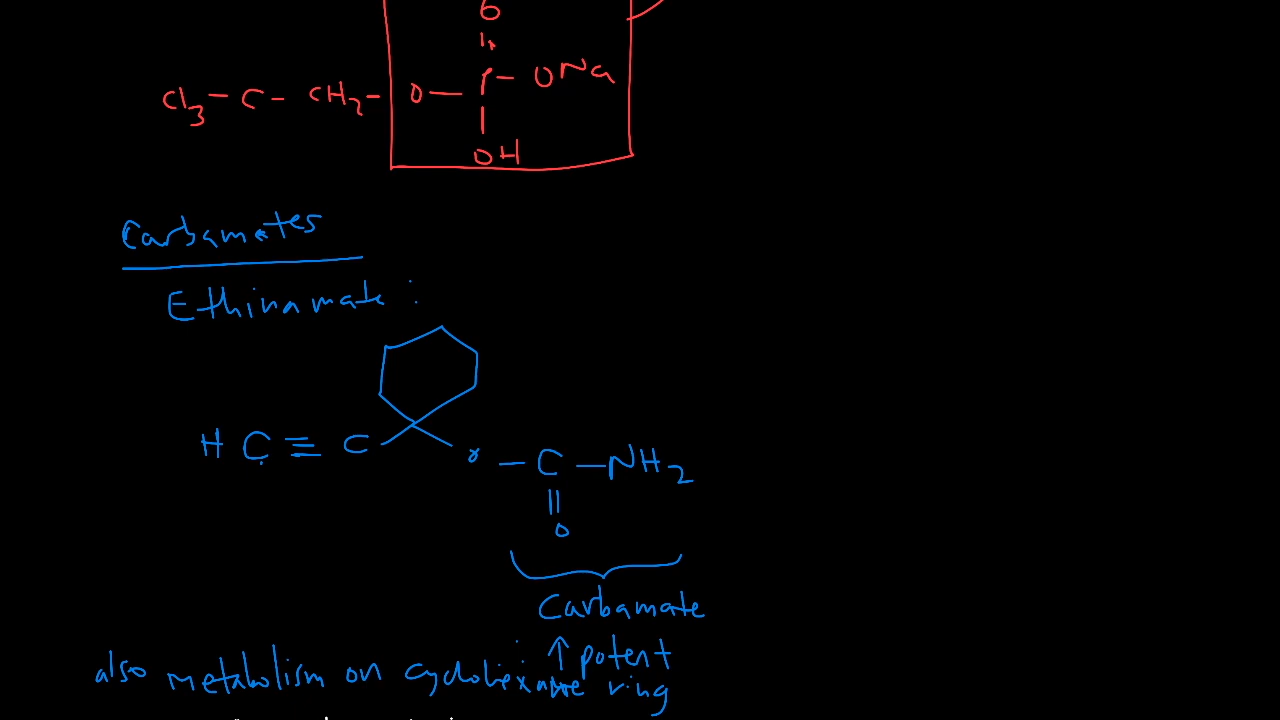 O
Cl3 - C - CH2 - O - P - ONa
OH
Carbamates
Ethinamate :
HC ≡ C
O - C - NH2
O
Carbamate
↑ potent
also metabolism on cyclohexane ring